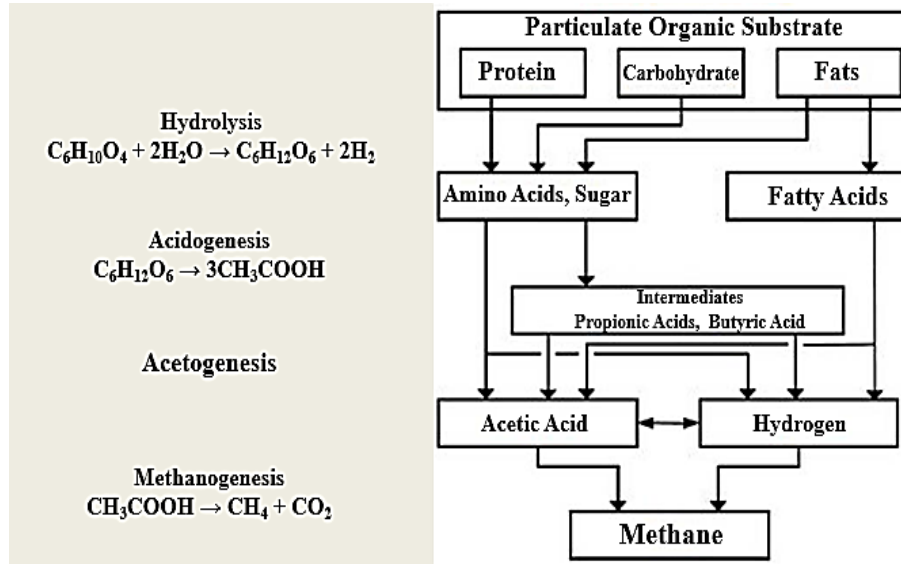 Particulate Organic Substrate
Protein
Carbohydrate
Fats
Hydrolysis
C₆H₁₀O₄ + 2H₂O → C₆H₁₂O₆ + 2H₂
Amino Acids, Sugar
Fatty Acids
Acidogenesis
C₆H₁₂O₆ → 3CH₃COOH
Intermediates
Propionic Acids, Butyric Acid
Acetogenesis
Acetic Acid
Hydrogen
Methanogenesis
CH₃COOH → CH₄ + CO₂
Methane